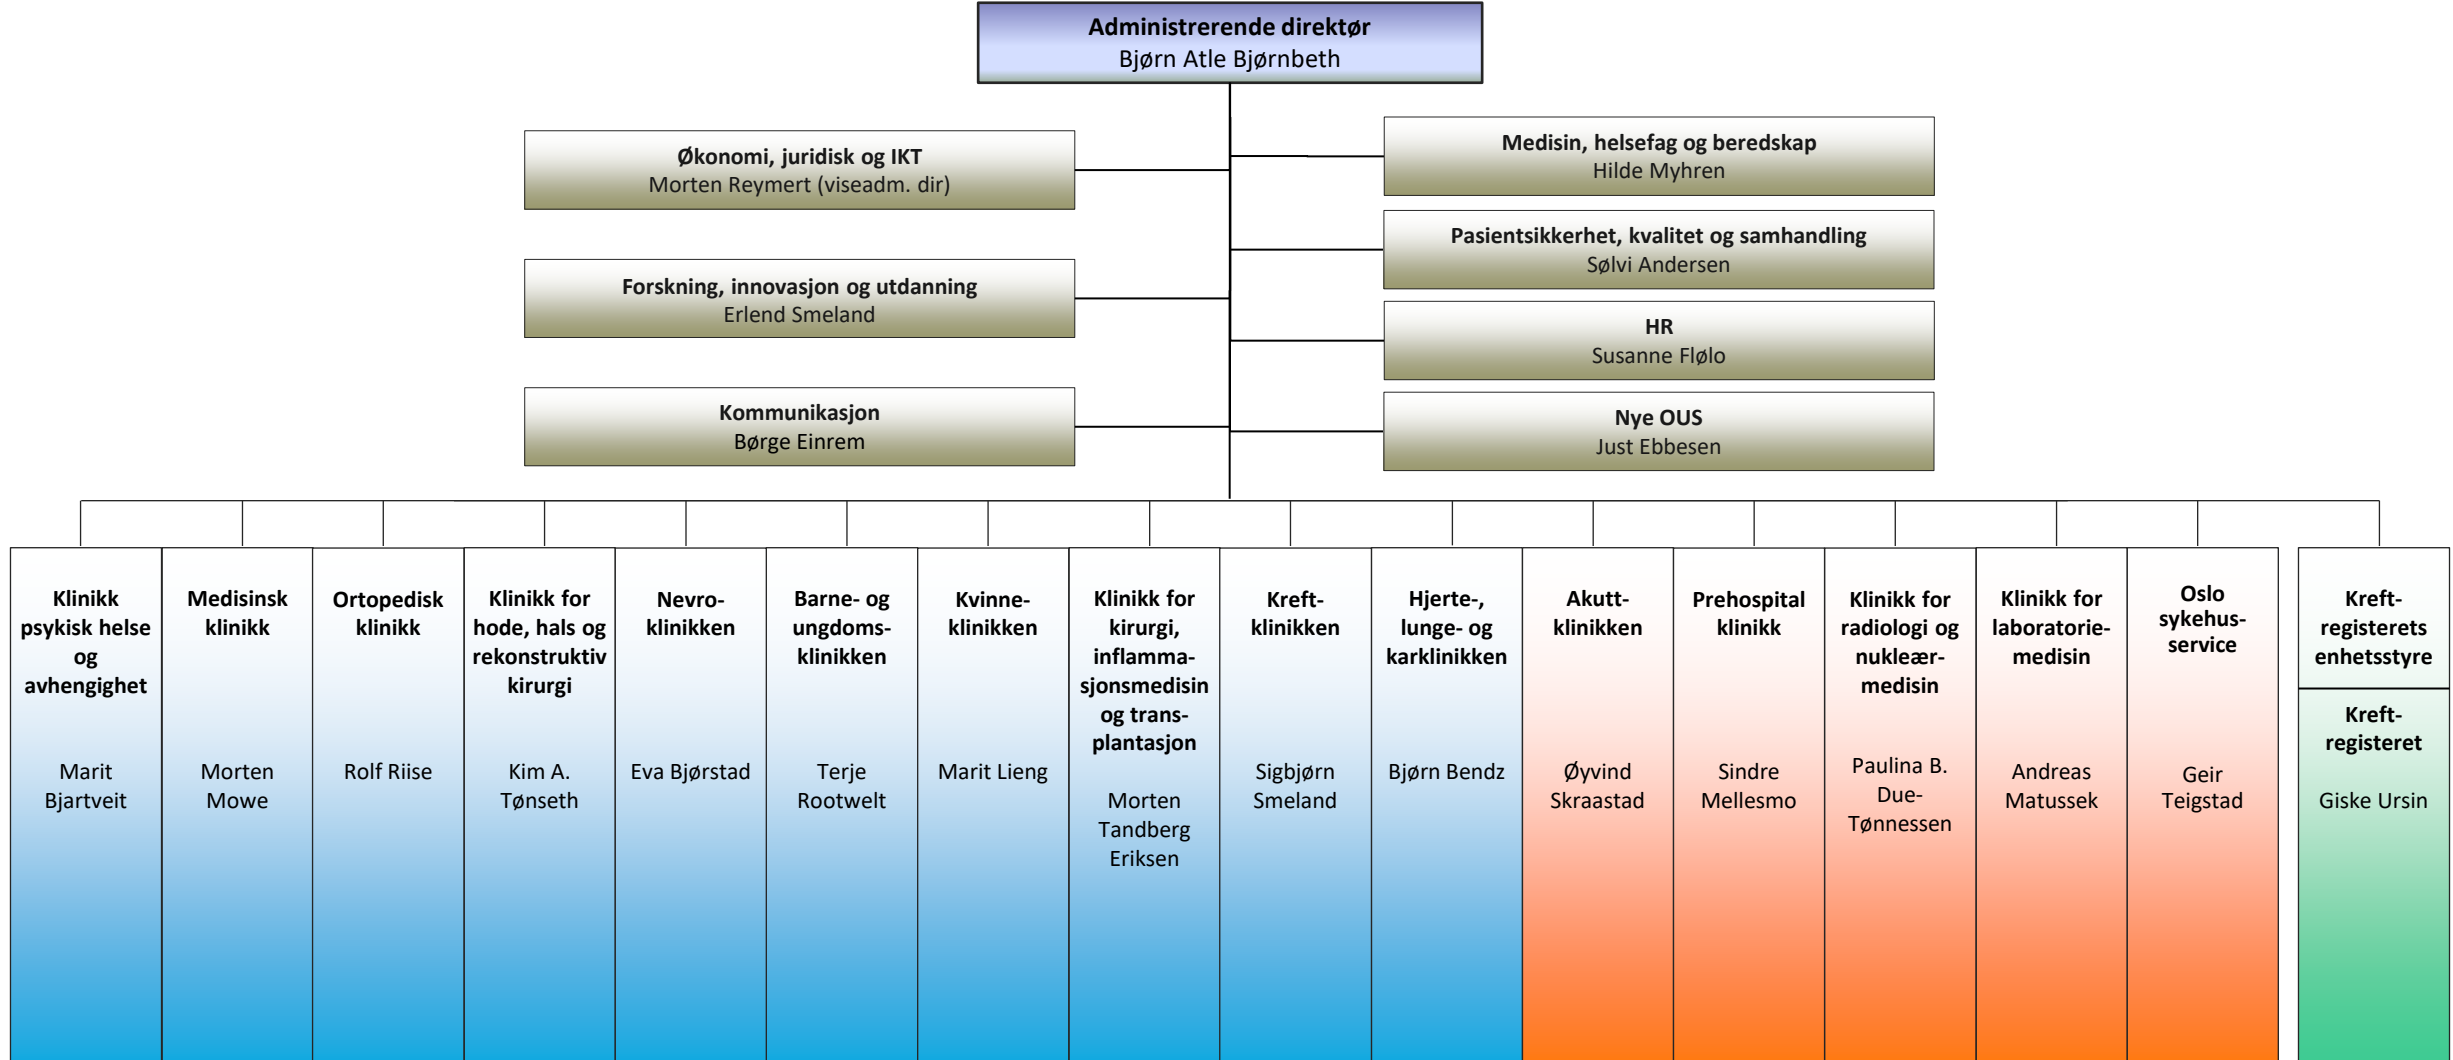 Administrerende direktør
Bjørn Atle Bjørnbeth
Økonomi, juridisk og IKT
Morten Reymert (viseadm. dir)
Forskning, innovasjon og utdanning
Erlend Smeland
Kommunikasjon
Børge Einrem
Medisin, helsefag og beredskap
Hilde Myhren
Pasientsikkerhet, kvalitet og samhandling
Sølvi Andersen
HR
Susanne Flølo
Nye OUS
Just Ebbesen
Klinikk
psykisk helse
og
avhengighet
Marit
Bjartveit
Medisinsk
klinikk
Morten
Mowe
Ortopedisk
klinikk
Rolf Riise
Klinikk for
hode, hals og
rekonstruktiv
kirurgi
Kim A.
Tønseth
Nevro-
klinikken
Eva Bjørstad
Barne- og
ungdoms-
klinikken
Terje
Rootwelt
Kvinne-
klinikken
Marit Lieng
Klinikk for
kirurgi,
inflamma-
sjonsmedisin
og trans-
plantasjon
Morten
Tandberg
Eriksen
Kreft-
klinikken
Sigbjørn
Smeland
Hjerte-,
lunge- og
karklinikken
Bjørn Bendz
Akutt-
klinikken
Øyvind
Skraastad
Prehospital
klinikk
Sindre
Mellesmo
Klinikk for
radiologi og
nukleær-
medisin
Paulina B.
Due-
Tønnessen
Klinikk for
laboratorie-
medisin
Andreas
Matussek
Oslo
sykehus-
service
Geir
Teigstad
Kreft-
registerets
enhetsstyre
Kreft-
registeret
Giske Ursin